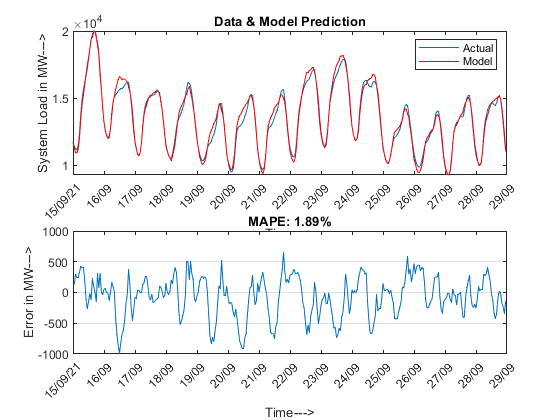 Data & Model Prediction
×10⁴
System Load in MW--->
2
1.5
1
Actual
Model
15/09/21 16/09 17/09 18/09 19/09 20/09 21/09 22/09 23/09 24/09 25/09 26/09 27/09 28/09 29/09
MAPE: 1.89%
Error in MW--->
1000
500
0
-500
-1000
15/09/21 16/09 17/09 18/09 19/09 20/09 21/09 22/09 23/09 24/09 25/09 26/09 27/09 28/09 29/09
Time--->